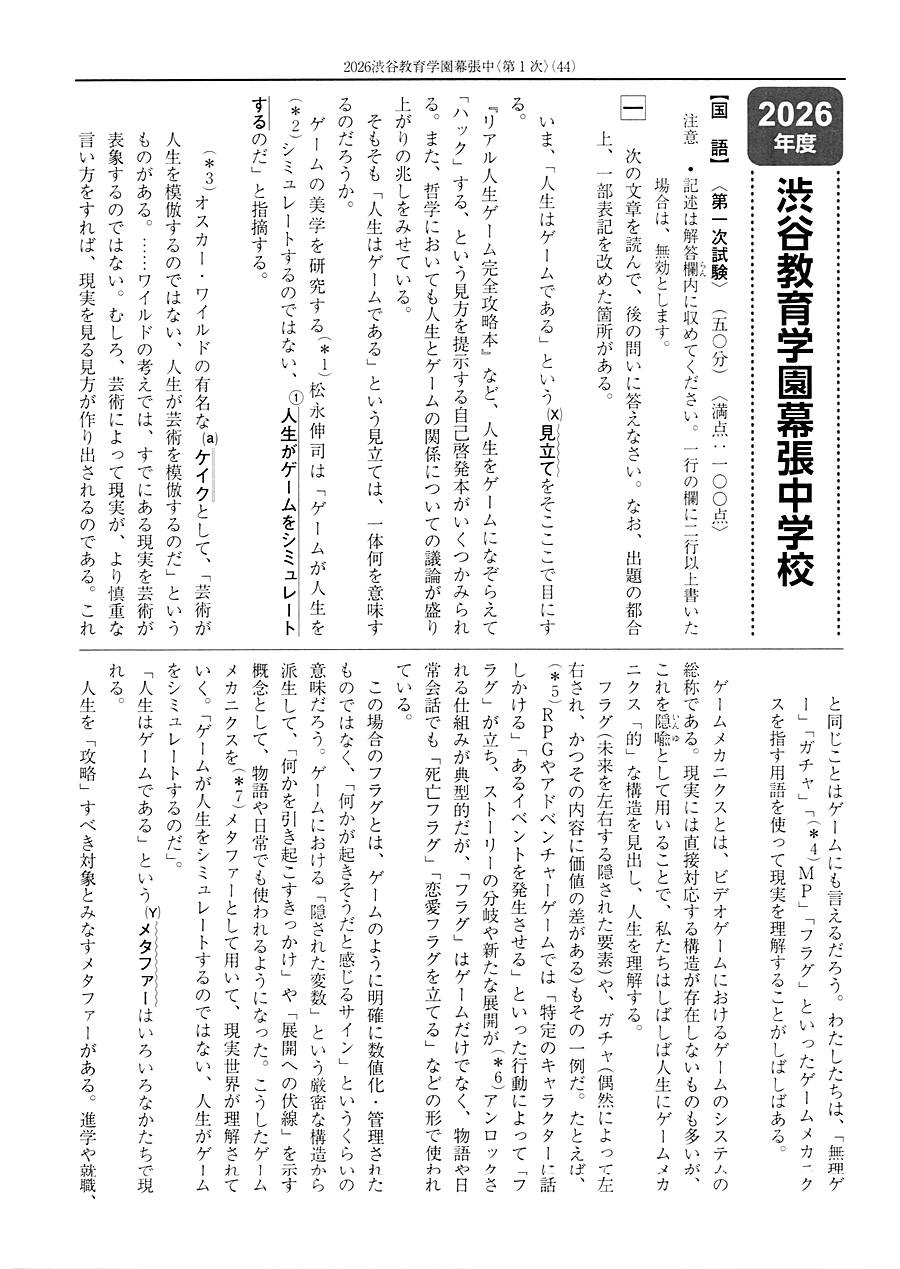 2026渋谷教育学園幕張中〈第1次〉(44)
2026
年度
渋谷教育学園幕張中学校
【国 語】〈第一次試験〉(五〇分)〈満点:一〇〇点〉
注意 ・記述は解答欄内に収めてください。一行の欄に二行以上書いた
らん
場合は、無効とします。
一 次の文章を読んで、後の問いに答えなさい。なお、出題の都合
上、一部表記を改めた箇所がある。
いま、「人生はゲームである」という(X)見立てをそこここで目にす
る。
『リアル人生ゲーム完全攻略本』など、人生をゲームになぞらえて
「ハック」する、という見方を提示する自己啓発本がいくつかみられ
る。また、哲学においても人生とゲームの関係についての議論が盛り
上がりの兆しをみせている。
そもそも「人生はゲームである」という見立ては、一体何を意味す
るのだろうか。
ゲームの美学を研究する(*1)松永伸司は「ゲームが人生を
(*2)シミュレートするのではない、①人生がゲームをシミュレート
するのだ」と指摘する。
(*3)オスカー・ワイルドの有名な(a)ケイクとして、「芸術が
人生を模倣するのではない、人生が芸術を模倣するのだ」という
ものがある。……ワイルドの考えでは、すでにある現実を芸術が
表象するのではない。むしろ、芸術によって現実が、より慎重な
言い方をすれば、現実を見る見方が作り出されるのである。これ
と同じことはゲームにも言えるだろう。わたしたちは、「無理ゲ
ー」「ガチャ」「(*4)MP」「フラグ」といったゲームメカニク
スを指す用語を使って現実を理解することがしばしばある。
ゲームメカニクスとは、ビデオゲームにおけるゲームのシステムの
総称である。現実には直接対応する構造が存在しないものも多いが、
これを隠喩として用いることで、私たちはしばしば人生にゲームメカ
いんゆ
ニクス「的」な構造を見出し、人生を理解する。
フラグ(未来を左右する隠された要素)や、ガチャ(偶然によって左
右され、かつその内容に価値の差がある)もその一例だ。たとえば、
(*5)RPGやアドベンチャーゲームでは「特定のキャラクターに話
しかける」「あるイベントを発生させる」といった行動によって「フ
ラグ」が立ち、ストーリーの分岐や新たな展開が(*6)アンロックさ
れる仕組みが典型的だが、「フラグ」はゲームだけでなく、物語や日
常会話でも「死亡フラグ」「恋愛フラグを立てる」などの形で使われ
ている。
この場合のフラグとは、ゲームのように明確に数値化・管理された
ものではなく、「何かが起きそうだと感じるサイン」というくらいの
意味だろう。ゲームにおける「隠された変数」という厳密な構造から
派生して、「何かを引き起こすきっかけ」や「展開への伏線」を示す
概念として、物語や日常でも使われるようになった。こうしたゲーム
メカニクスを(*7)メタファーとして用いて、現実世界が理解されて
いく。「ゲームが人生をシミュレートするのではない、人生がゲーム
をシミュレートするのだ」。
「人生はゲームである」という(Y)メタファーはいろいろなかたちで現
れる。
人生を「攻略」すべき対象とみなすメタファーがある。進学や就職、